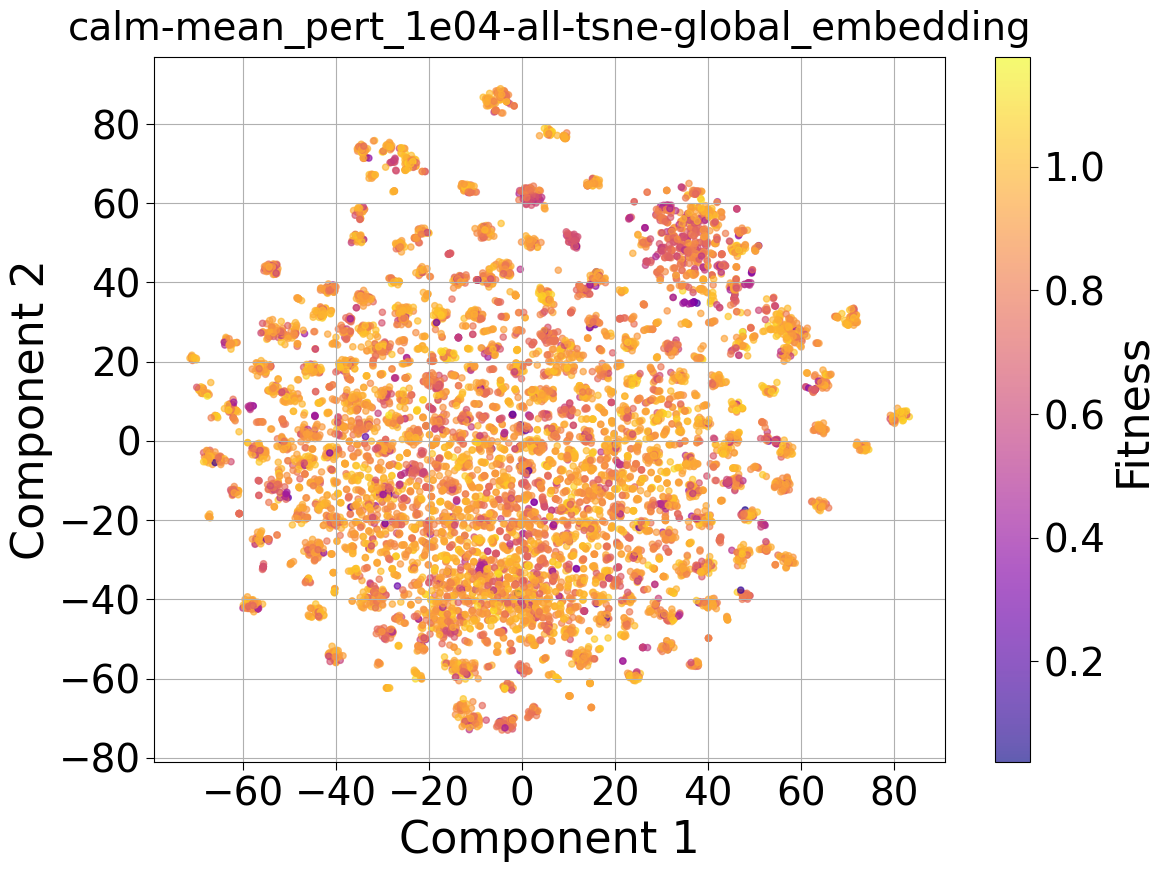 calm-mean_pert_1e04-all-tsne-global_embedding
80
60
40
20
0
−20
−40
−60
−80
Component 2
−60 −40 −20 0 20 40 60 80
Component 1
1.0
0.8
0.6
0.4
0.2
Fitness